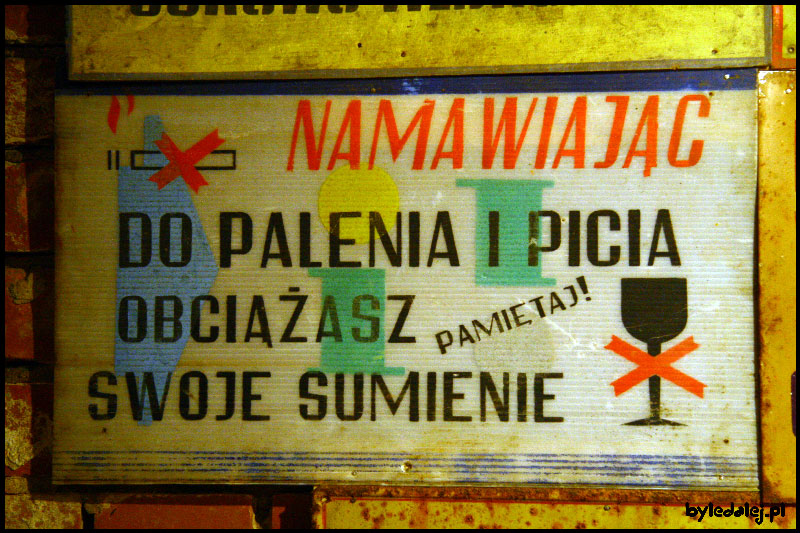 NAMAWIAJĄC
DO PALENIA I PICIA
OBCIĄŻASZ PAMIĘTAJ!
SWOJE SUMIENIE
byledalej.pl